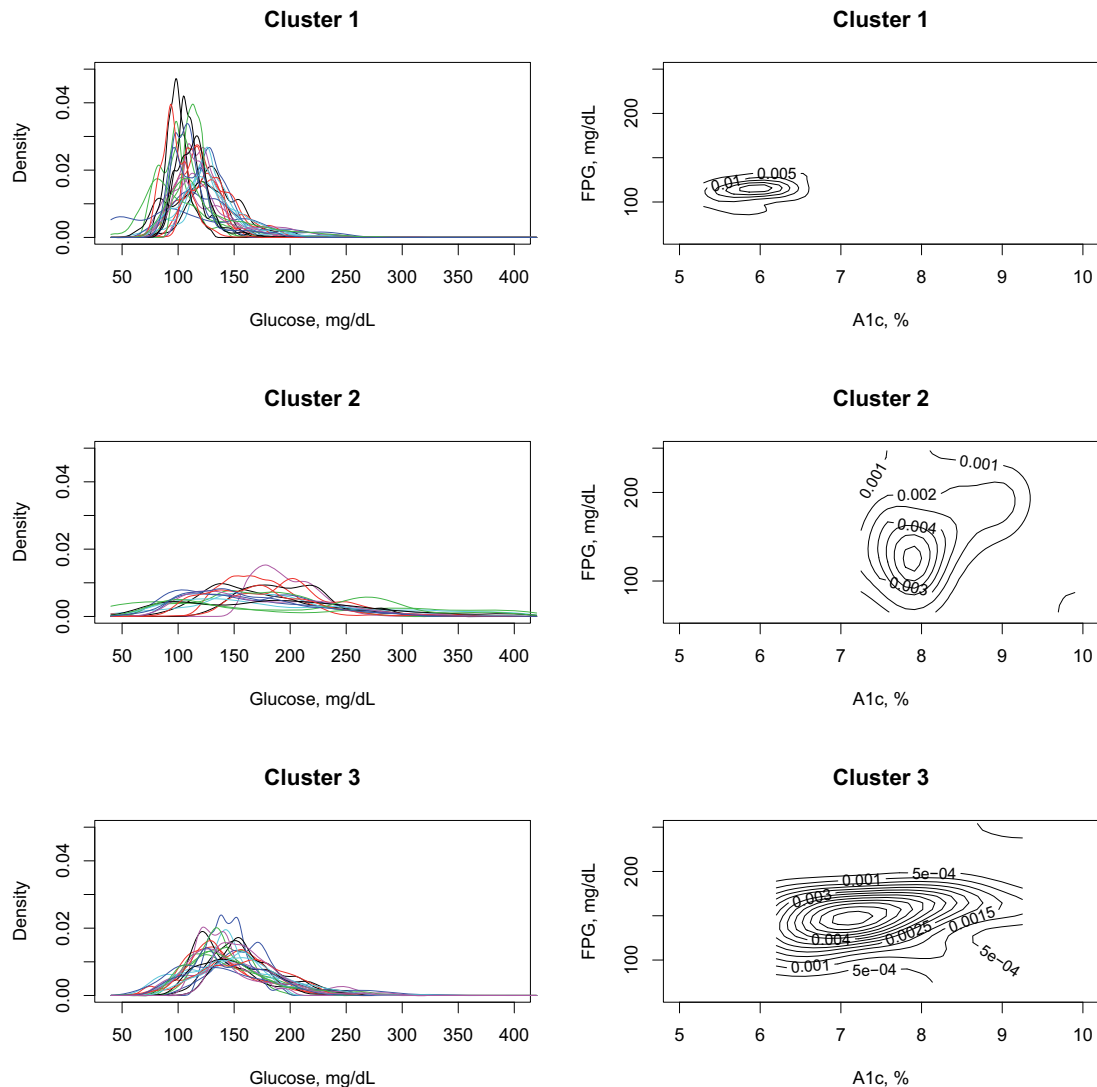 Cluster 1
Density
0.00 0.02 0.04
50 100 150 200 250 300 350 400
Glucose, mg/dL
Cluster 1
FPG, mg/dL
100 200
0.01 0.005
5 6 7 8 9 10
A1c, %
Cluster 2
Density
0.00 0.02 0.04
50 100 150 200 250 300 350 400
Glucose, mg/dL
Cluster 2
FPG, mg/dL
100 200
0.001 0.001
0.002
0.004
0.003
5 6 7 8 9 10
A1c, %
Cluster 3
Density
0.00 0.02 0.04
50 100 150 200 250 300 350 400
Glucose, mg/dL
Cluster 3
FPG, mg/dL
100 200
0.001 5e−04
0.003
0.004 0.0025 0.0015
0.001 5e−04 5e−04
5 6 7 8 9 10
A1c, %